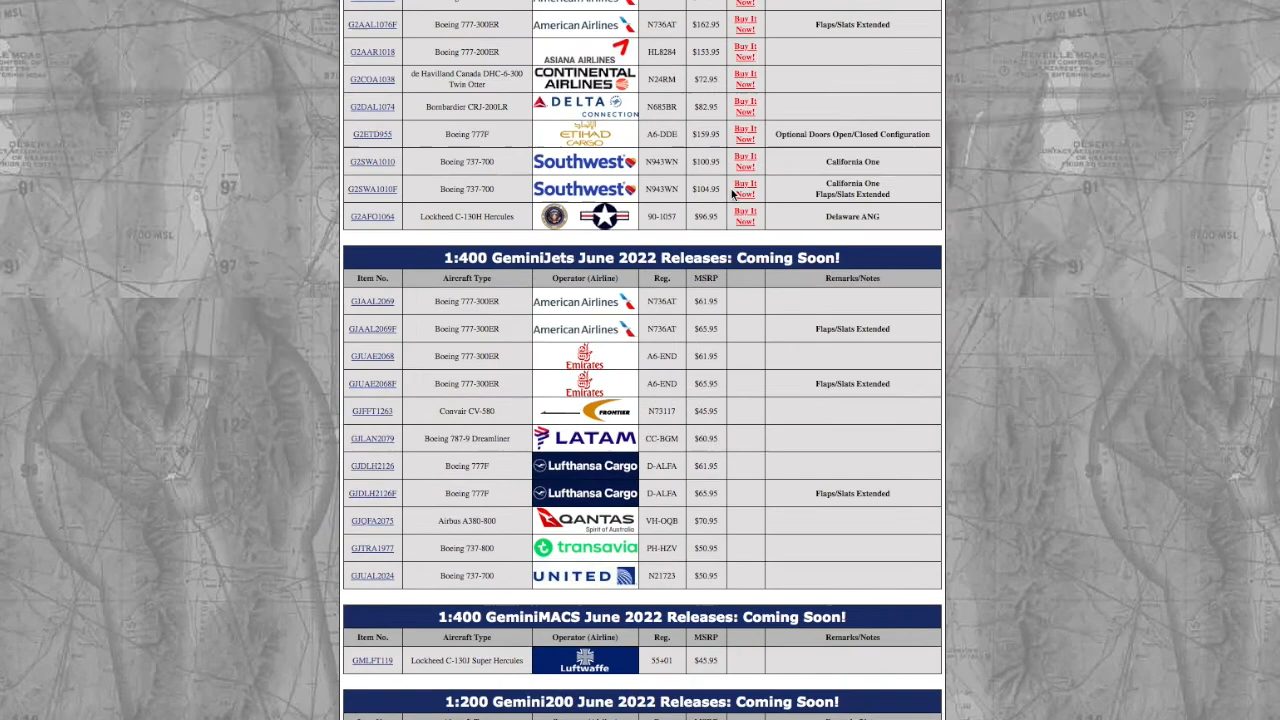 G2AAL1076F Boeing 777-300ER American Airlines N736AT $162.95 Buy It Now! Flaps/Slats Extended
G2AAR1018 Boeing 777-200ER ASIANA AIRLINES HL8284 $153.95 Buy It Now!
G2COA1038 de Havilland Canada DHC-6-300 Twin Otter CONTINENTAL AIRLINES N24RM $72.95 Buy It Now!
G2DAL1074 Bombardier CRJ-200LR DELTA CONNECTION N685BR $82.95 Buy It Now!
G2ETD955 Boeing 777F ETIHAD CARGO A6-DDE $159.95 Buy It Now! Optional Doors Open/Closed Configuration
G2SWA1010 Boeing 737-700 Southwest N943WN $100.95 Buy It Now! California One
G2SWA1010F Boeing 737-700 Southwest N943WN $104.95 Buy It Now! California One Flaps/Slats Extended
G2AFO1064 Lockheed C-130H Hercules 90-1057 $96.95 Buy It Now! Delaware ANG
1:400 GeminiJets June 2022 Releases: Coming Soon!
Item No. Aircraft Type Operator (Airline) Reg. MSRP Remarks/Notes
GJAAL2069 Boeing 777-300ER American Airlines N736AT $61.95
GJAAL2069F Boeing 777-300ER American Airlines N736AT $65.95 Flaps/Slats Extended
GJUAE2068 Boeing 777-300ER Emirates A6-END $61.95
GJUAE2068F Boeing 777-300ER Emirates A6-END $65.95 Flaps/Slats Extended
GJFFT1263 Convair CV-580 FRONTIER N73117 $45.95
GJLAN2079 Boeing 787-9 Dreamliner LATAM CC-BGM $60.95
GJDLH2126 Boeing 777F Lufthansa Cargo D-ALFA $61.95
GJDLH2126F Boeing 777F Lufthansa Cargo D-ALFA $65.95 Flaps/Slats Extended
GJQFA2075 Airbus A380-800 QANTAS Spirit of Australia VH-OQB $70.95
GJTRA1977 Boeing 737-800 transavia PH-HZV $50.95
GJUAL2024 Boeing 737-700 UNITED N21723 $50.95
1:400 GeminiMACS June 2022 Releases: Coming Soon!
Item No. Aircraft Type Operator (Airline) Reg. MSRP Remarks/Notes
GMLFT119 Lockheed C-130J Super Hercules Luftwaffe 55+01 $45.95
1:200 Gemini200 June 2022 Releases: Coming Soon!